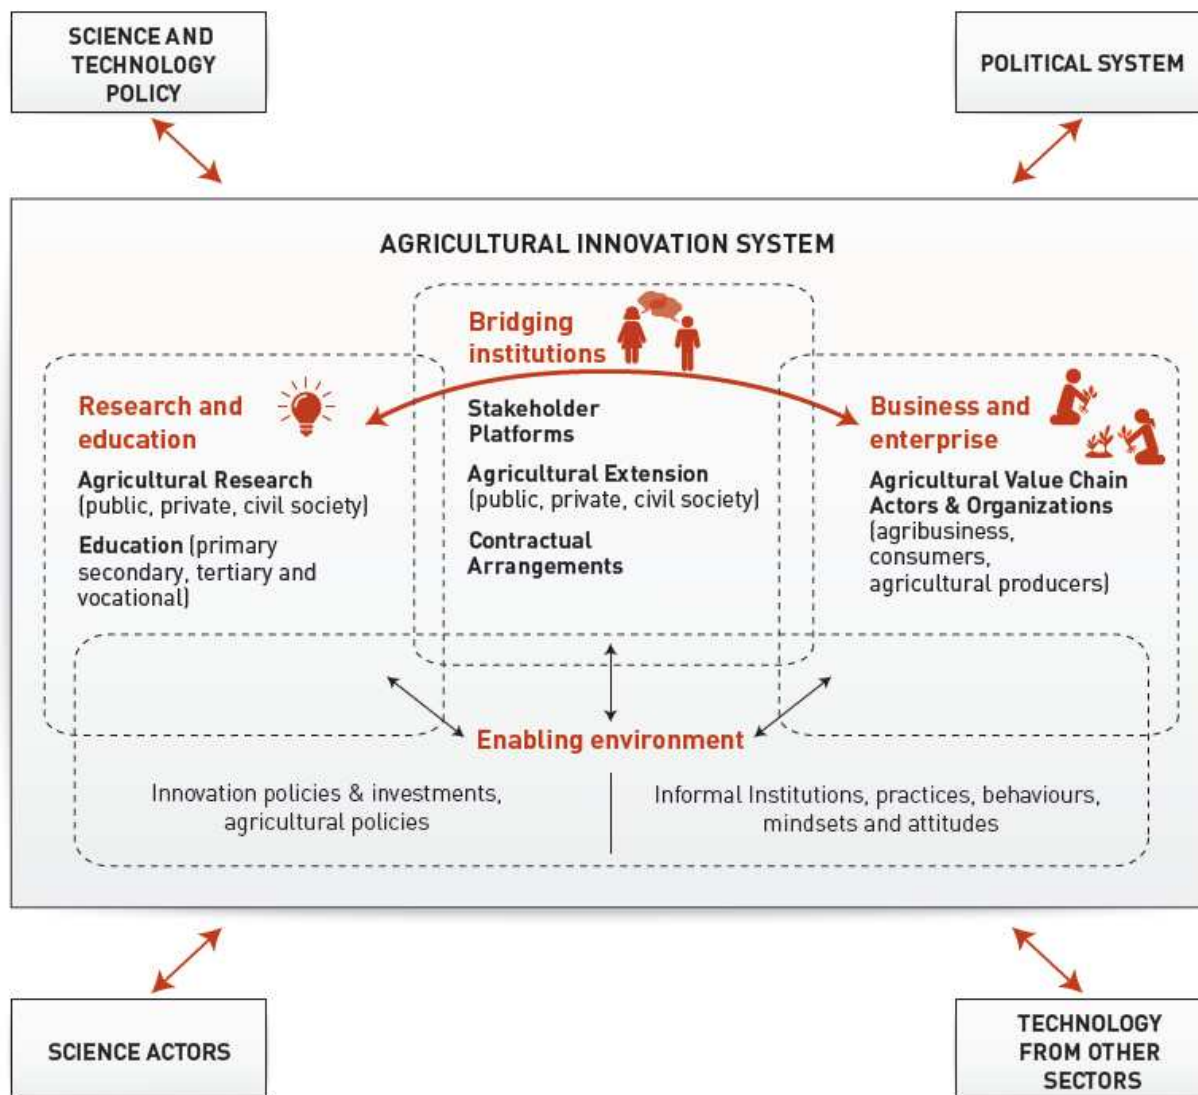 SCIENCE AND
TECHNOLOGY
POLICY
POLITICAL SYSTEM
AGRICULTURAL INNOVATION SYSTEM
Bridging
institutions
Research and
education
Agricultural Research
(public, private, civil society)
Education (primary
secondary, tertiary and
vocational)
Stakeholder
Platforms
Agricultural Extension
(public, private, civil society)
Contractual
Arrangements
Business and
enterprise
Agricultural Value Chain
Actors & Organizations
(agribusiness,
consumers,
agricultural producers)
Enabling environment
Innovation policies & investments,
agricultural policies
Informal Institutions, practices, behaviours,
mindsets and attitudes
SCIENCE ACTORS
TECHNOLOGY
FROM OTHER
SECTORS